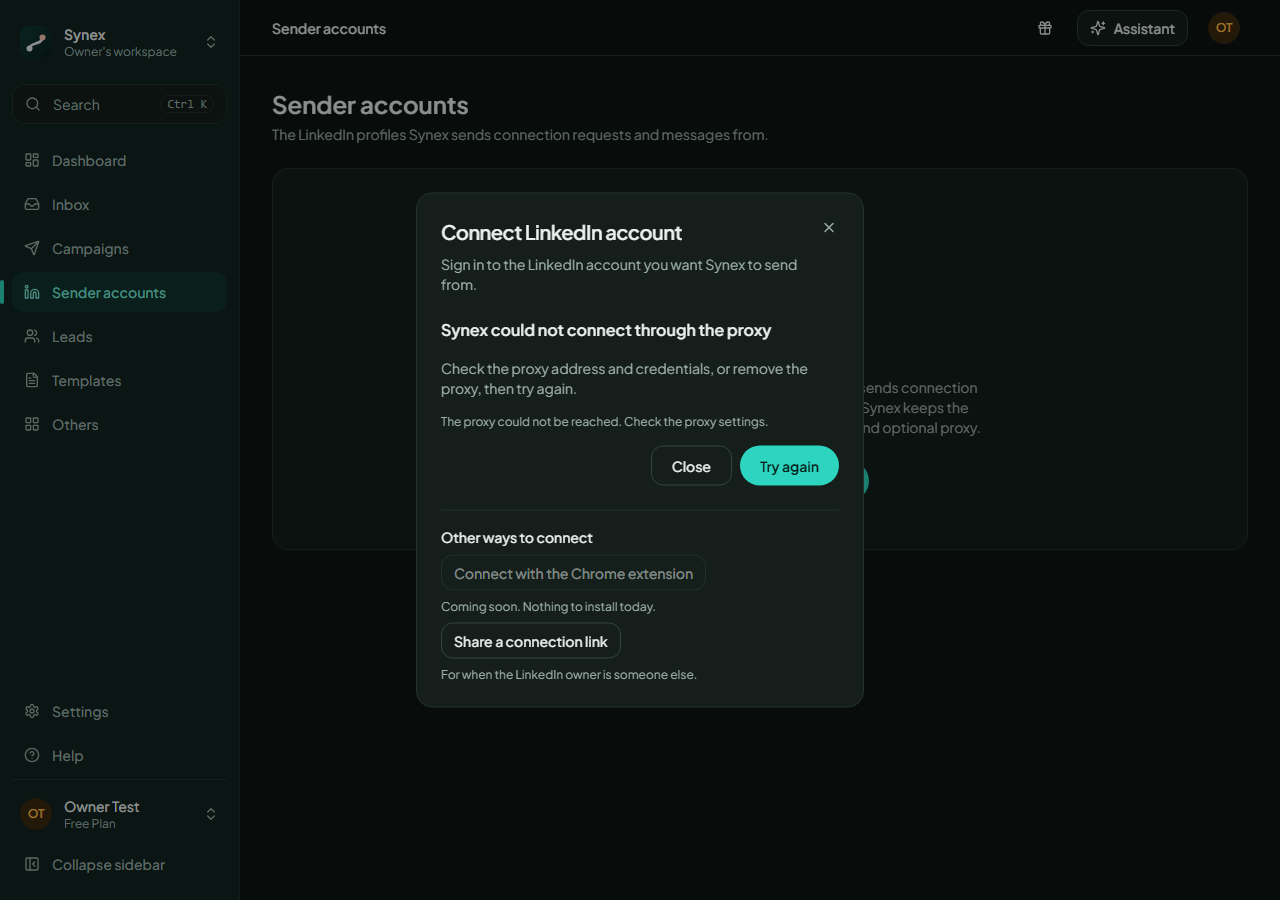 Synex
Owner's workspace
Search
Ctrl K
Dashboard
Inbox
Campaigns
Sender accounts
Leads
Templates
Others
Settings
Help
OT
Owner Test
Free Plan
Collapse sidebar
Sender accounts
Assistant
OT
Sender accounts
The LinkedIn profiles Synex sends connection requests and messages from.
sends connection
Synex keeps the
optional proxy.
Connect LinkedIn account
Sign in to the LinkedIn account you want Synex to send
from.
Synex could not connect through the proxy
Check the proxy address and credentials, or remove the
proxy, then try again.
The proxy could not be reached. Check the proxy settings.
Close
Try again
Other ways to connect
Connect with the Chrome extension
Coming soon. Nothing to install today.
Share a connection link
For when the LinkedIn owner is someone else.